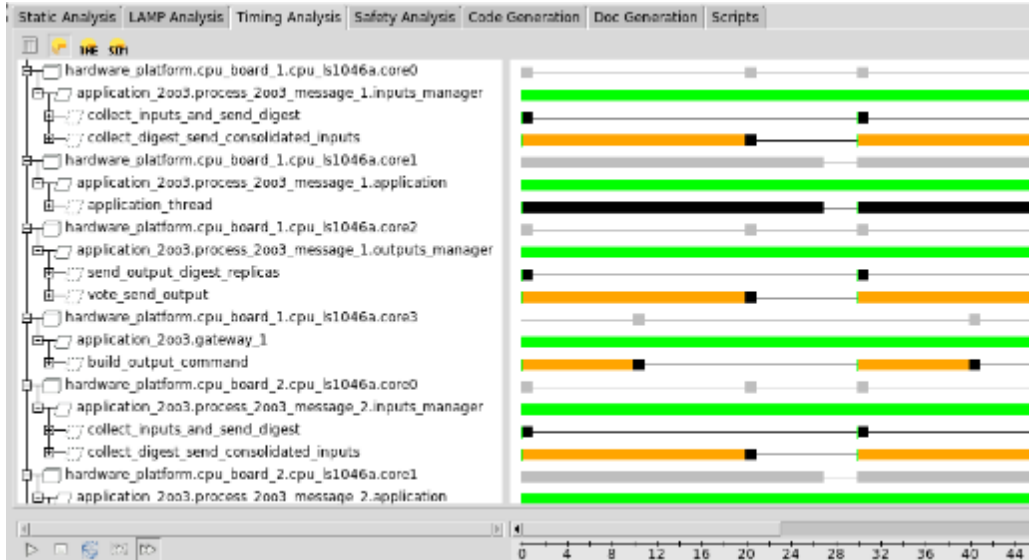 Static Analysis LAMP Analysis Timing Analysis Safety Analysis Code Generation Doc Generation Scripts
THE STH
hardware_platform.cpu_board_1.cpu_ls1046a.core0
application_2oo3.process_2oo3_message_1.inputs_manager
collect_inputs_and_send_digest
collect_digest_send_consolidated_inputs
hardware_platform.cpu_board_1.cpu_ls1046a.core1
application_2oo3.process_2oo3_message_1.application
application_thread
hardware_platform.cpu_board_1.cpu_ls1046a.core2
application_2oo3.process_2oo3_message_1.outputs_manager
send_output_digest_replicas
vote_send_output
hardware_platform.cpu_board_1.cpu_ls1046a.core3
application_2oo3.gateway_1
build_output_command
hardware_platform.cpu_board_2.cpu_ls1046a.core0
application_2oo3.process_2oo3_message_2.inputs_manager
collect_inputs_and_send_digest
collect_digest_send_consolidated_inputs
hardware_platform.cpu_board_2.cpu_ls1046a.core1
application_2oo3.process_2oo3_message_2.application
0 4 8 12 16 20 24 28 32 36 40 44